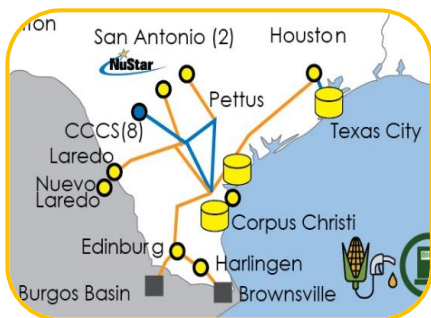 San Antonio (2)
Houston
NuStar
Pettus
CCCS(8)
Texas City
Laredo
Nuevo
Laredo
Corpus Christi
Edinburg
Harlingen
Burgos Basin
Brownsville